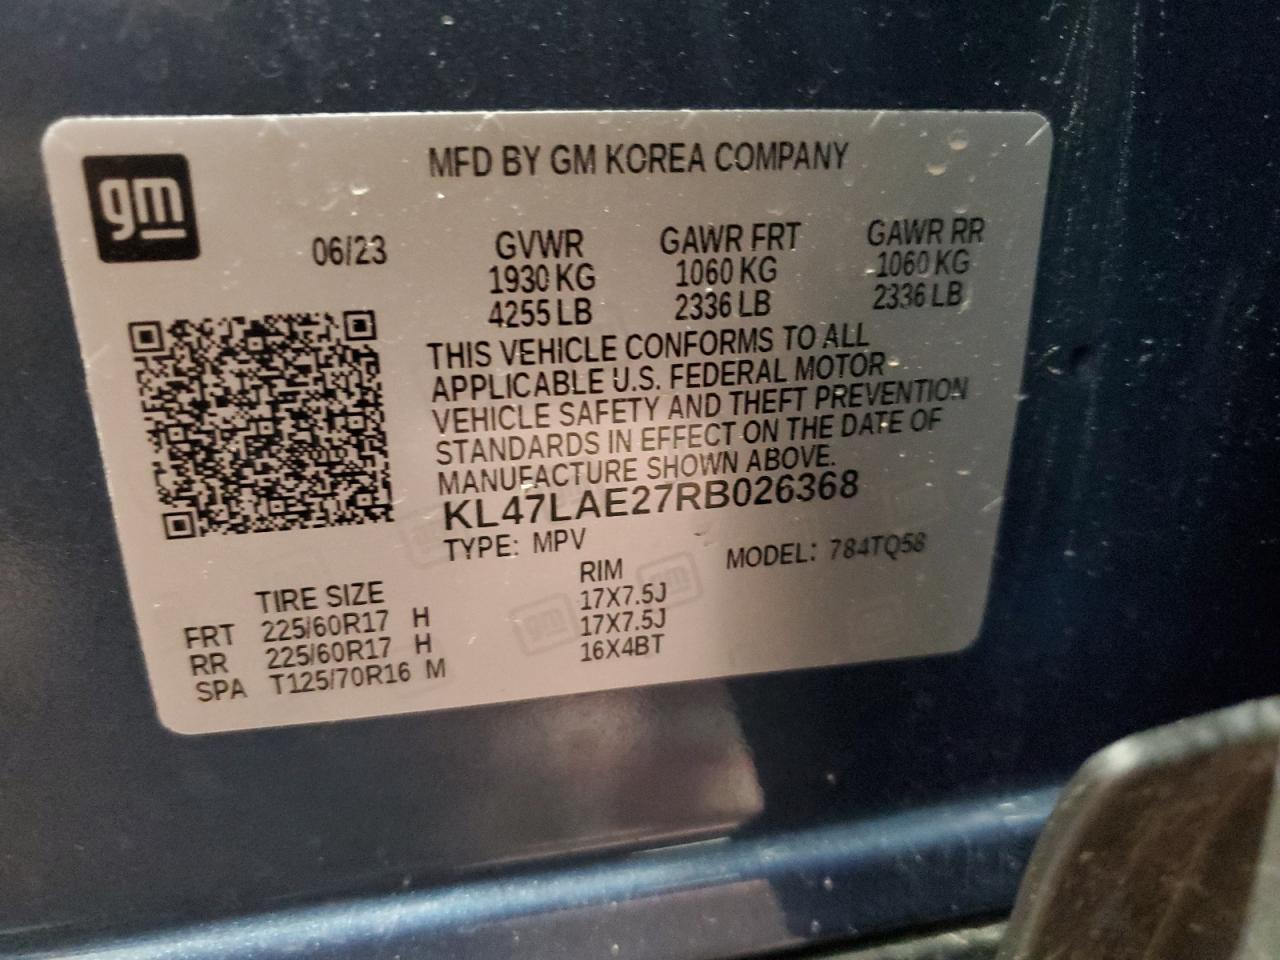 gm
MFD BY GM KOREA COMPANY
06/23
GVWR GAWR FRT GAWR RR
1930 KG 1060 KG 1060 KG
4255 LB 2336 LB 2336 LB
THIS VEHICLE CONFORMS TO ALL
APPLICABLE U.S. FEDERAL MOTOR
VEHICLE SAFETY AND THEFT PREVENTION
STANDARDS IN EFFECT ON THE DATE OF
MANUFACTURE SHOWN ABOVE.
KL47LAE27RB026368
TYPE: MPV MODEL: 784TQ58
TIRE SIZE RIM
FRT 225/60R17 H 17X7.5J
RR 225/60R17 H 17X7.5J
SPA T125/70R16 M 16X4BT